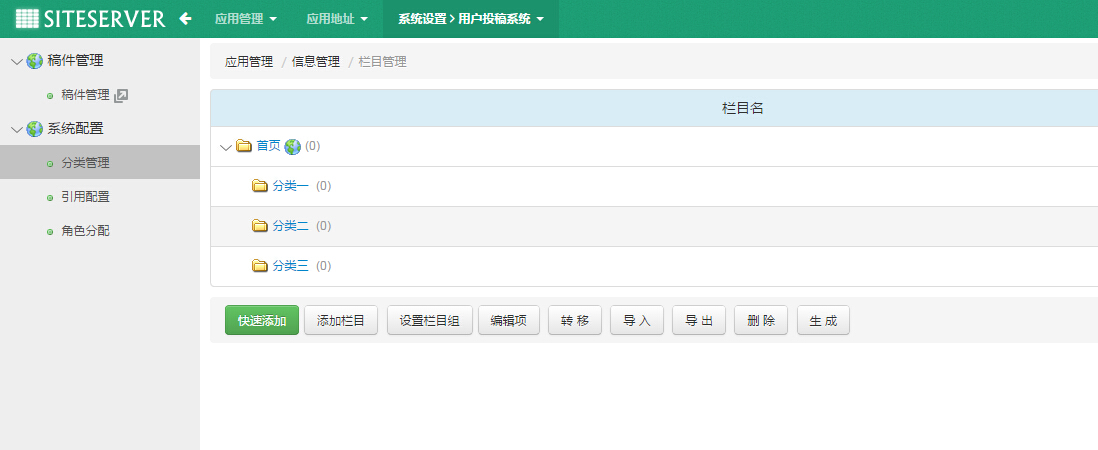 SITESERVER 应用管理 应用地址 系统设置 > 用户投稿系统
稿件管理
稿件管理
系统配置
分类管理
引用配置
角色分配
应用管理 / 信息管理 / 栏目管理
栏目名
首页 (0)
分类一 (0)
分类二 (0)
分类三 (0)
快速添加 添加栏目 设置栏目组 编辑项 转 移 导 入 导 出 删 除 生 成